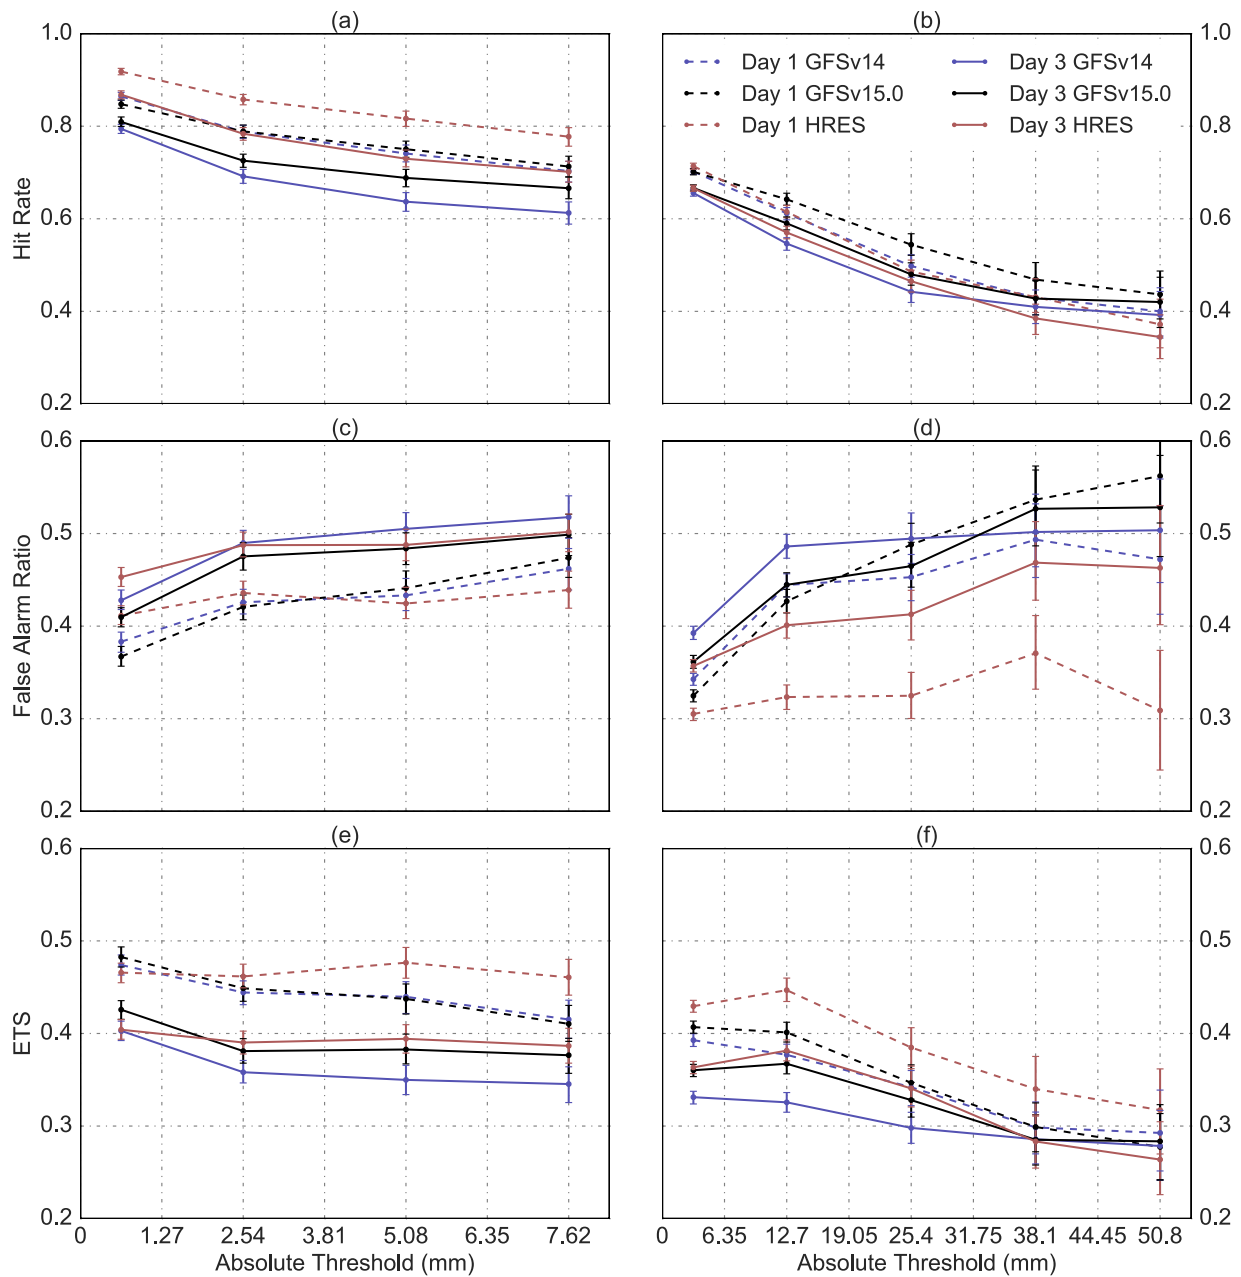 (a)
(b)
1.0
0.8
0.6
0.4
0.2
Hit Rate
Day 1 GFSv14
Day 1 GFSv15.0
Day 1 HRES
Day 3 GFSv14
Day 3 GFSv15.0
Day 3 HRES
1.0
0.8
0.6
0.4
0.2
(c)
(d)
0.6
0.5
0.4
0.3
0.2
False Alarm Ratio
0.6
0.5
0.4
0.3
0.2
(e)
(f)
0.6
0.5
0.4
0.3
0.2
ETS
0.6
0.5
0.4
0.3
0.2
0 1.27 2.54 3.81 5.08 6.35 7.62
Absolute Threshold (mm)
0 6.35 12.7 19.05 25.4 31.75 38.1 44.45 50.8
Absolute Threshold (mm)